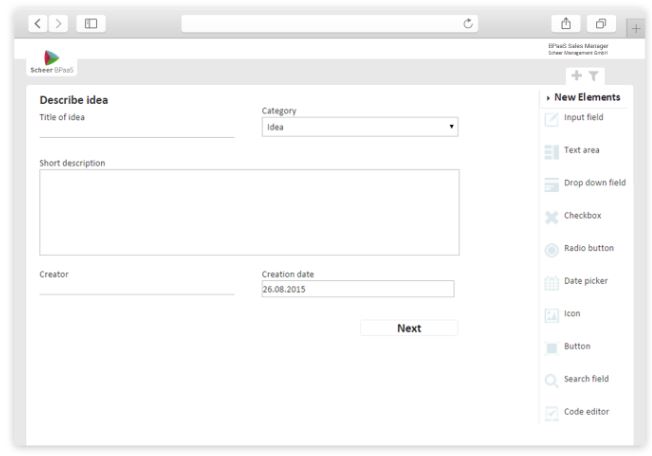 BPaaS Sales Manager
Scheer Management GmbH
Scheer BPaaS
Describe idea
Title of idea
Category
Idea
Short description
Creator
Creation date
26.08.2015
Next
New Elements
Input field
Text area
Drop down field
Checkbox
Radio button
Date picker
Icon
Button
Search field
Code editor